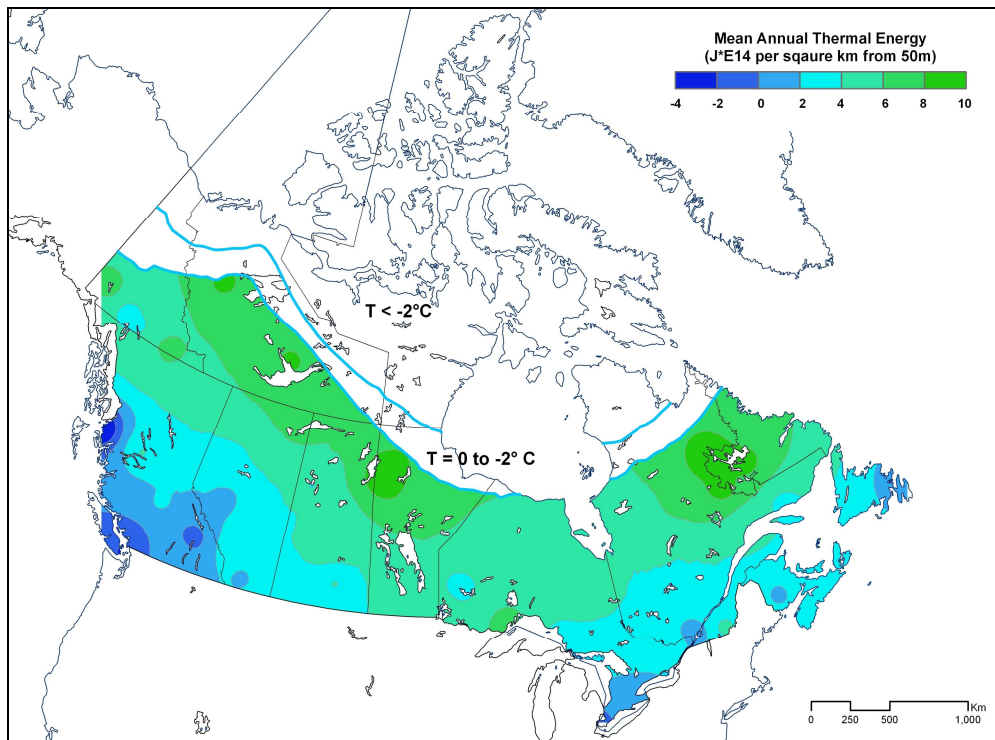 Mean Annual Thermal Energy
(J*E14 per sqaure km from 50m)
-4 -2 0 2 4 6 8 10
T < -2°C
T = 0 to -2° C
Km
0 250 500 1,000